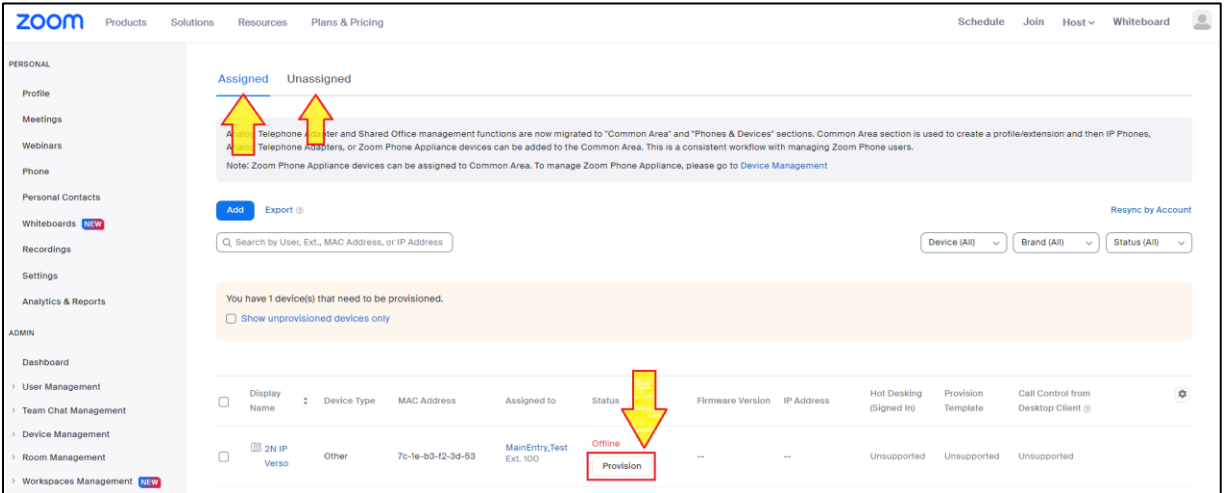 zoom Products Solutions Resources Plans & Pricing Schedule Join Host Whiteboard
PERSONAL
Profile
Meetings
Webinars
Phone
Personal Contacts
Whiteboards NEW
Recordings
Settings
Analytics & Reports
ADMIN
Dashboard
User Management
Team Chat Management
Device Management
Room Management
Workspaces Management NEW
Assigned Unassigned
Telephone Adapter and Shared Office management functions are now migrated to "Common Area" and "Phones & Devices" sections. Common Area section is used to create a profile/extension and then IP Phones,
Telephone Adapters, or Zoom Phone Appliance devices can be added to the Common Area. This is a consistent workflow with managing Zoom Phone users.
Note: Zoom Phone Appliance devices can be assigned to Common Area. To manage Zoom Phone Appliance, please go to Device Management
Add Export Resync by Account
Search by User, Ext., MAC Address, or IP Address Device (All) Brand (All) Status (All)
You have 1 device(s) that need to be provisioned.
Show unprovisioned devices only
Display Name Device Type MAC Address Assigned to Status Firmware Version IP Address Hot Desking (Signed In) Provision Template Call Control from Desktop Client
2N IP Verso Other 7c-1e-b3-f2-3d-53 MainEntry_Test Ext. 100 Offline -- -- Unsupported Unsupported Unsupported
Provision